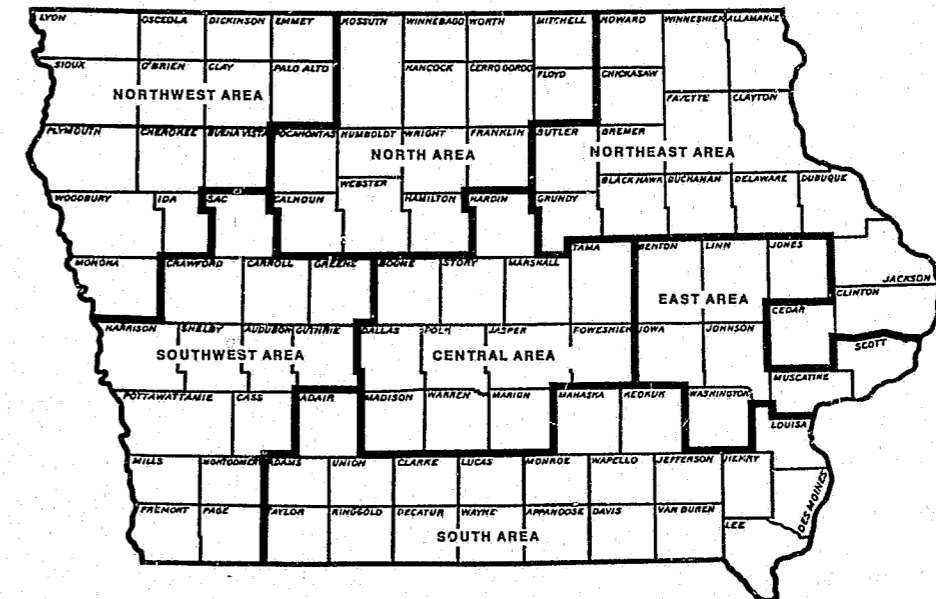 LYON OSCEOLA DICKINSON EMMET KOSSUTH WINNEBAGO WORTH MITCHELL HOWARD WINNESHIEK ALLAMAKEE
SIOUX O'BRIEN CLAY PALO ALTO HANCOCK CERRO GORDO FLOYD CHICKASAW
NORTHWEST AREA
FAYETTE CLAYTON
PLYMOUTH CHEROKEE BUENA VISTA POCAHONTAS HUMBOLDT WRIGHT FRANKLIN BUTLER BREMER
NORTH AREA
NORTHEAST AREA
WEBSTER
BLACK HAWK BUCHANAN DELAWARE DUBUQUE
WOODBURY IDA SAC CALHOUN HAMILTON HARDIN GRUNDY
TAMA BENTON LINN JONES
MONONA CRAWFORD CARROLL GREENE BOONE STORY MARSHALL
JACKSON
CLINTON
EAST AREA
CEDAR
HARRISON SHELBY AUDUBON GUTHRIE DALLAS POLK JASPER POWESHIEK IOWA JOHNSON
SCOTT
SOUTHWEST AREA
CENTRAL AREA
MUSCATINE
POTTAWATTAMIE CASS ADAIR MADISON WARREN MARION MAHASKA KEOKUK WASHINGTON
LOUISA
MILLS MONTGOMERY ADAMS UNION CLARKE LUCAS MONROE WAPELLO JEFFERSON HENRY
DES MOINES
FREMONT PAGE TAYLOR RINGGOLD DECATUR WAYNE APPANOOSE DAVIS VAN BUREN
LEE
SOUTH AREA